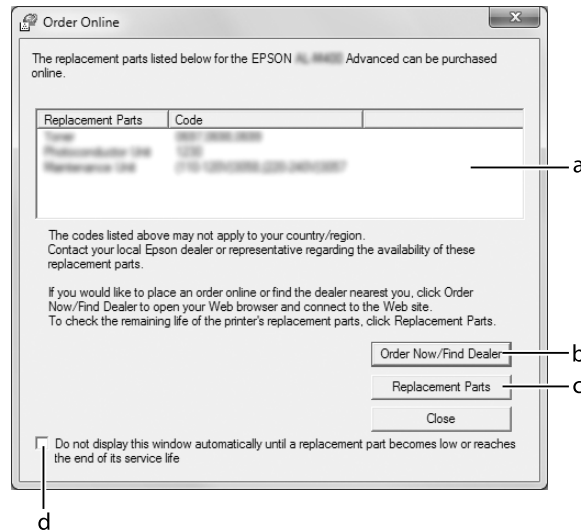 Order Online
x
The replacement parts listed below for the EPSON Advanced can be purchased
online.
Replacement Parts Code
a
The codes listed above may not apply to your country/region.
Contact your local Epson dealer or representative regarding the availability of these
replacement parts.
If you would like to place an order online or find the dealer nearest you, click Order
Now/Find Dealer to open your Web browser and connect to the Web site.
To check the remaining life of the printer's replacement parts, click Replacement Parts.
Order Now/Find Dealer b
Replacement Parts c
Close
Do not display this window automatically until a replacement part becomes low or reaches
the end of its service life
d